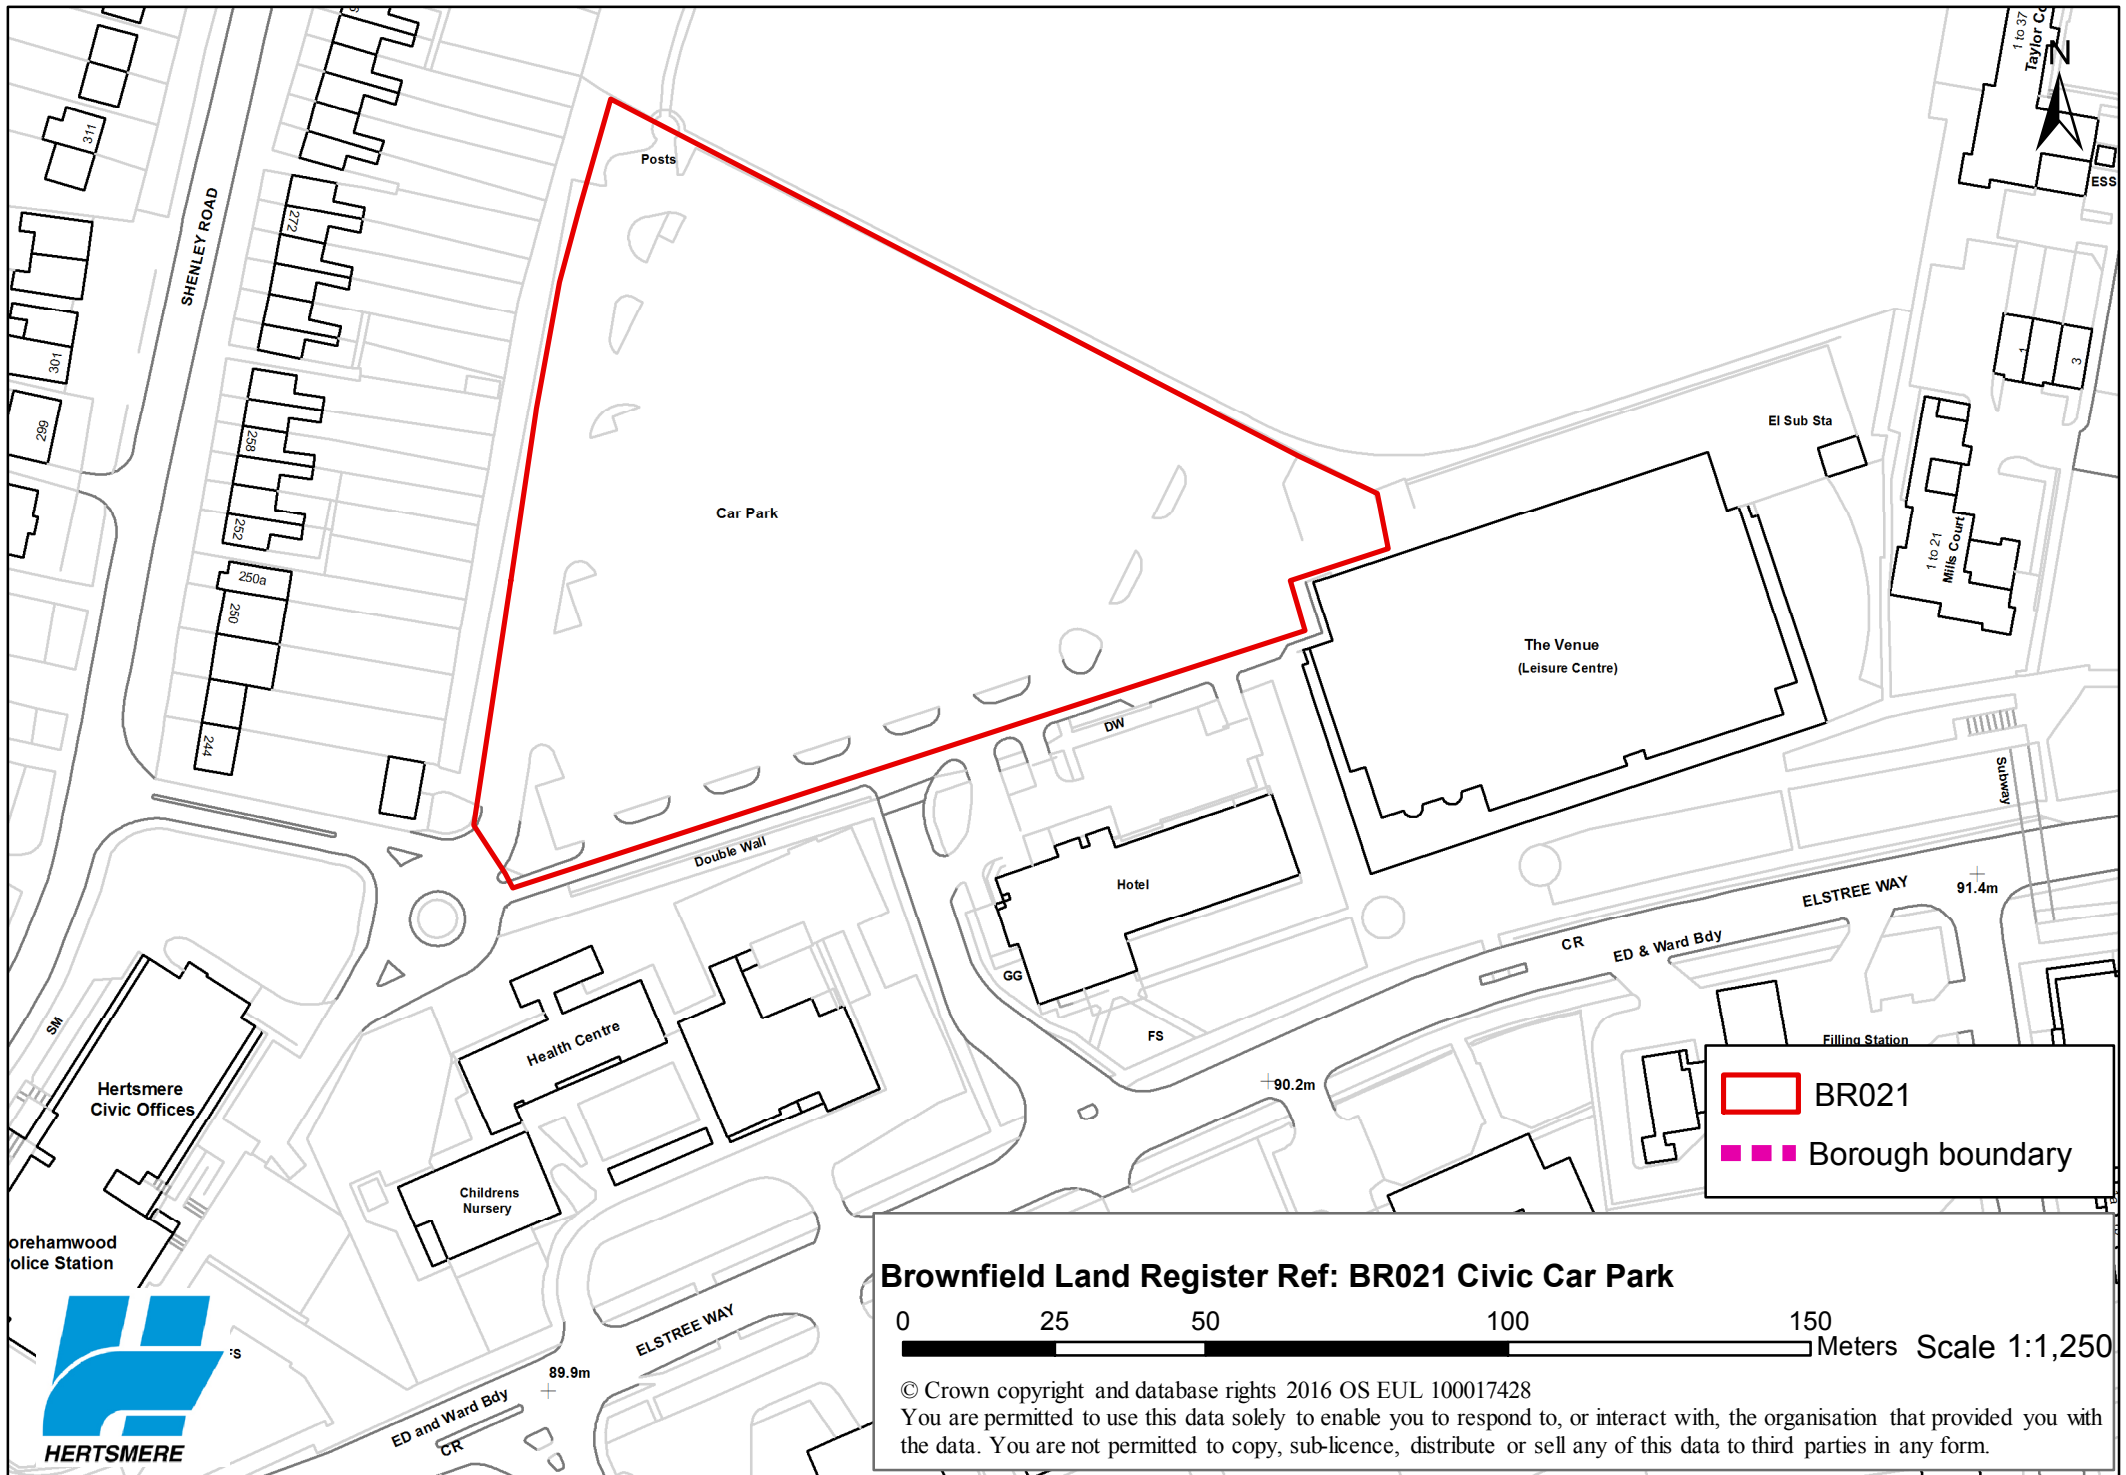 1 to 37
Taylor Co
N
ESS
311
Posts
SHENLEY ROAD
272
301
299
258
252
250a
250
244
Car Park
El Sub Sta
1
3
1 to 21
Mills Court
The Venue
(Leisure Centre)
DW
Subway
Double Wall
Hotel
ELSTREE WAY
91.4m
CR
ED & Ward Bdy
GG
FS
SM
Health Centre
90.2m
Filling Station
Hertsmere
Civic Offices
Childrens
Nursery
orehamwood
olice Station
FS
BR021
Borough boundary
ELSTREE WAY
89.9m
ED and Ward Bdy
CR
HERTSMERE
Brownfield Land Register Ref: BR021 Civic Car Park
0 25 50 100 150
Meters Scale 1:1,250
© Crown copyright and database rights 2016 OS EUL 100017428
You are permitted to use this data solely to enable you to respond to, or interact with, the organisation that provided you with
the data. You are not permitted to copy, sub-licence, distribute or sell any of this data to third parties in any form.